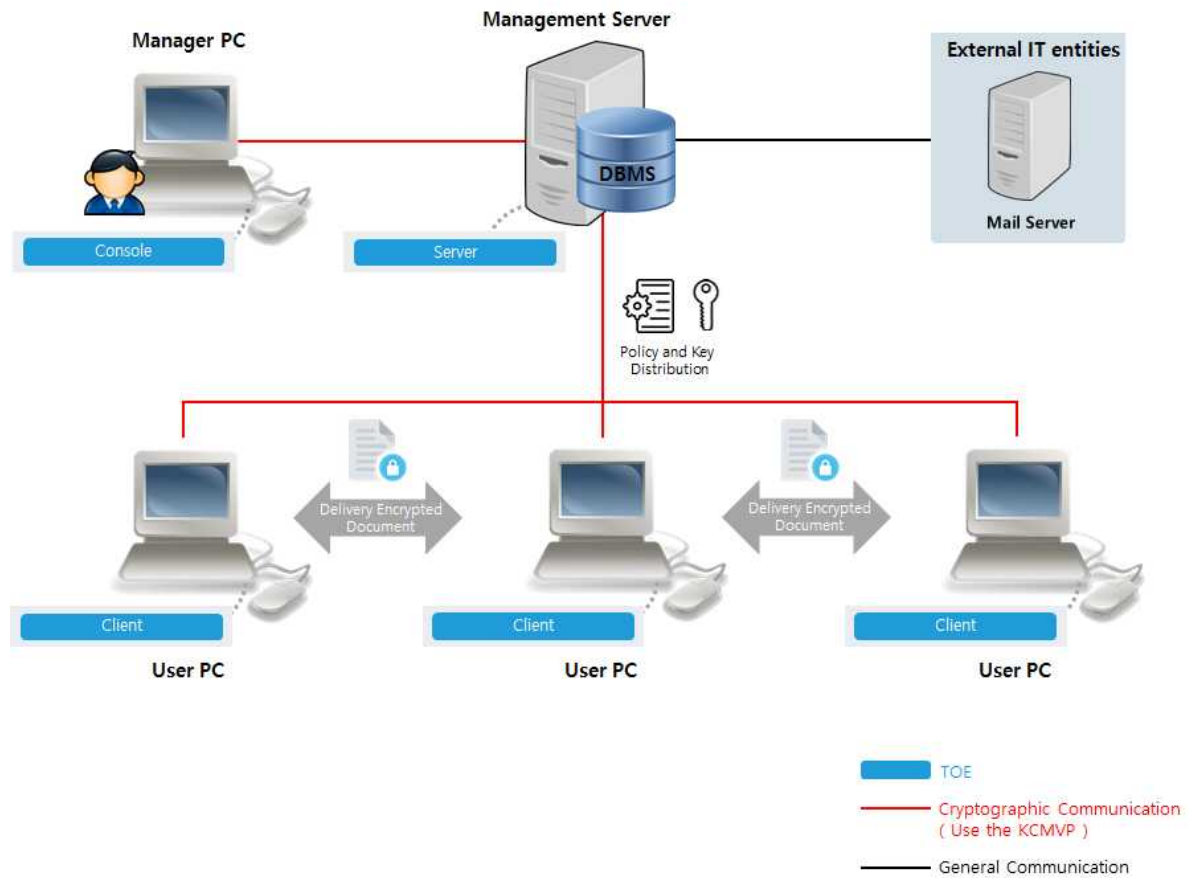 Management Server
Manager PC
External IT entities
DBMS
Mail Server
Console
Server
Policy and Key
Distribution
Delivery Encrypted
Document
Delivery Encrypted
Document
Client
Client
Client
User PC
User PC
User PC
TOE
Cryptographic Communication
( Use the KCMVP )
General Communication